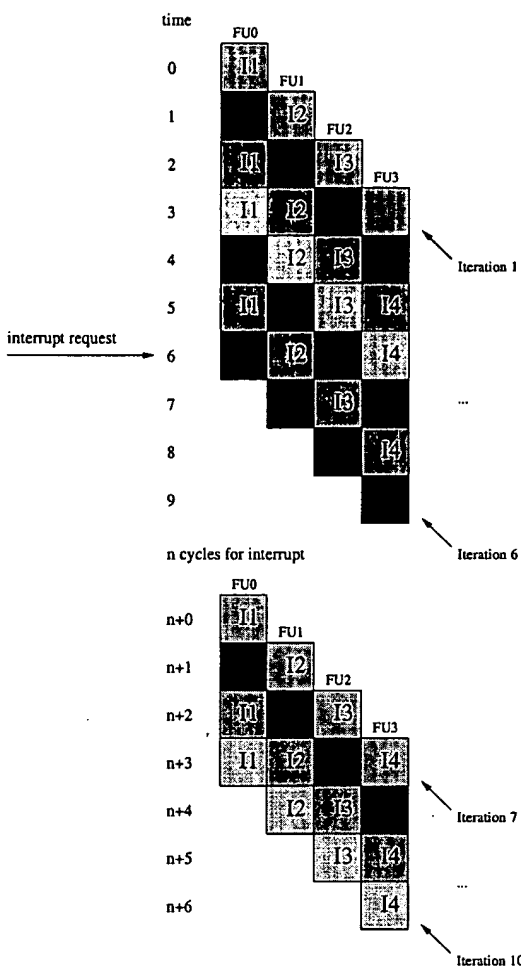 time
FU0
0 I1
FU1
1 I2
FU2
2 I1 I3
FU3
3 I1 I2
4 I2 I3
Iteration 1
5 I1 I3 I4
interrupt request
6 I2 I4
7 I3 ...
8 I4
9
Iteration 6
n cycles for interrupt
FU0
n+0 I1
FU1
n+1 I2
FU2
n+2 I1 I3
FU3
n+3 I1 I2 I4
n+4 I2 I3
Iteration 7
n+5 I3 I4
...
n+6 I4
Iteration 10